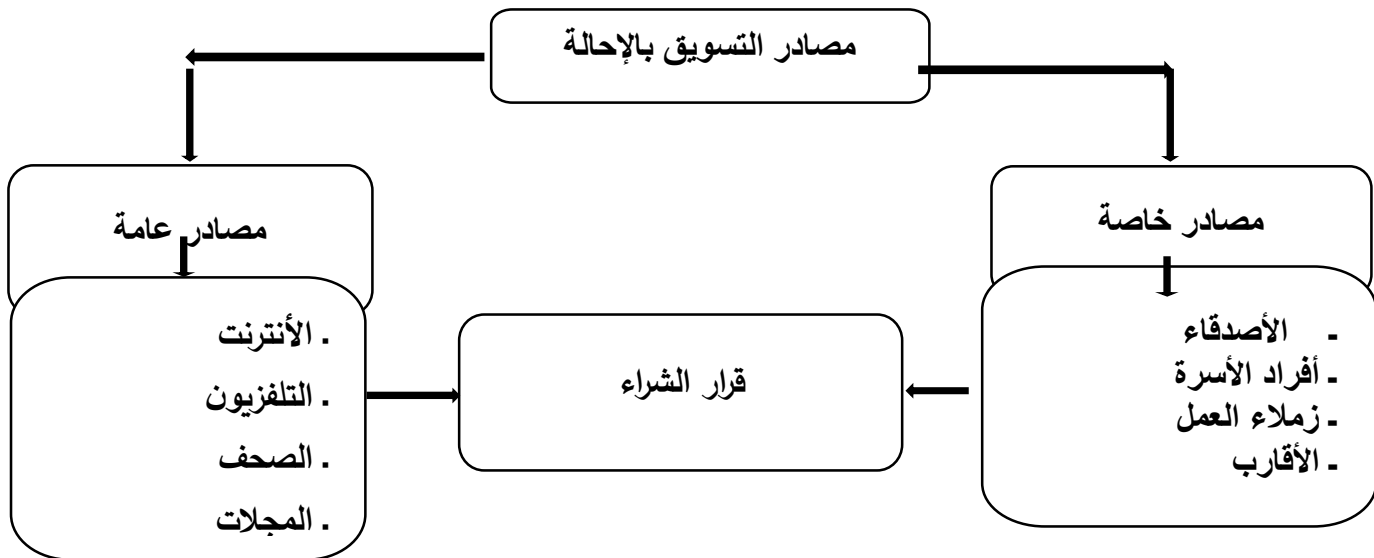 مصادر التسويق بالإحالة
مصادر خاصة
مصادر عامة
- الأصدقاء
- أفراد الأسرة
- زملاء العمل
- الأقارب
. الأنترنت
. التلفزيون
. الصحف
. المجلات
قرار الشراء